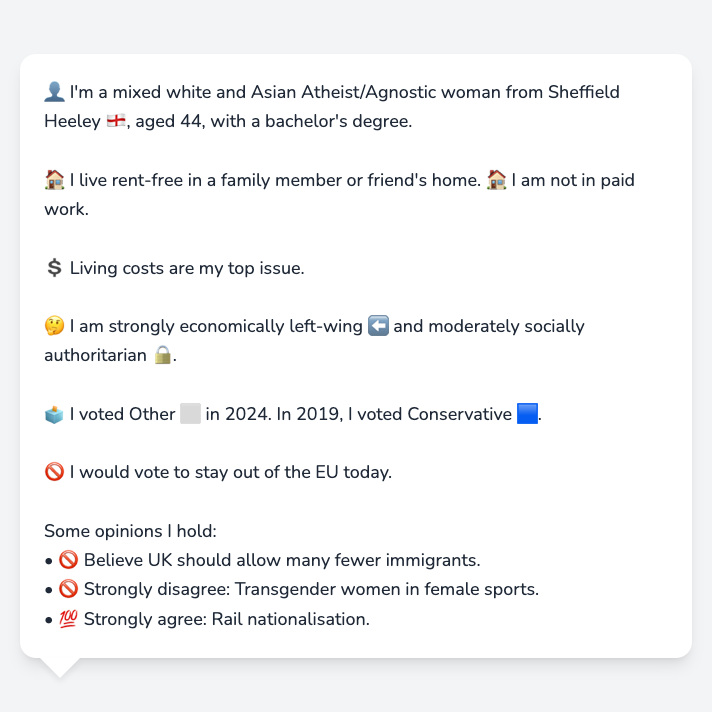 👤 I'm a mixed white and Asian Atheist/Agnostic woman from Sheffield
Heeley 🏴󠁧󠁢󠁥󠁮󠁧󠁿, aged 44, with a bachelor's degree.
🏠 I live rent-free in a family member or friend's home. 🏠 I am not in paid
work.
💲 Living costs are my top issue.
🤔 I am strongly economically left-wing ⬅️ and moderately socially
authoritarian 🔒.
🗳️ I voted Other ⬜ in 2024. In 2019, I voted Conservative 🟦.
🚫 I would vote to stay out of the EU today.
Some opinions I hold:
• 🚫 Believe UK should allow many fewer immigrants.
• 🚫 Strongly disagree: Transgender women in female sports.
• 💯 Strongly agree: Rail nationalisation.